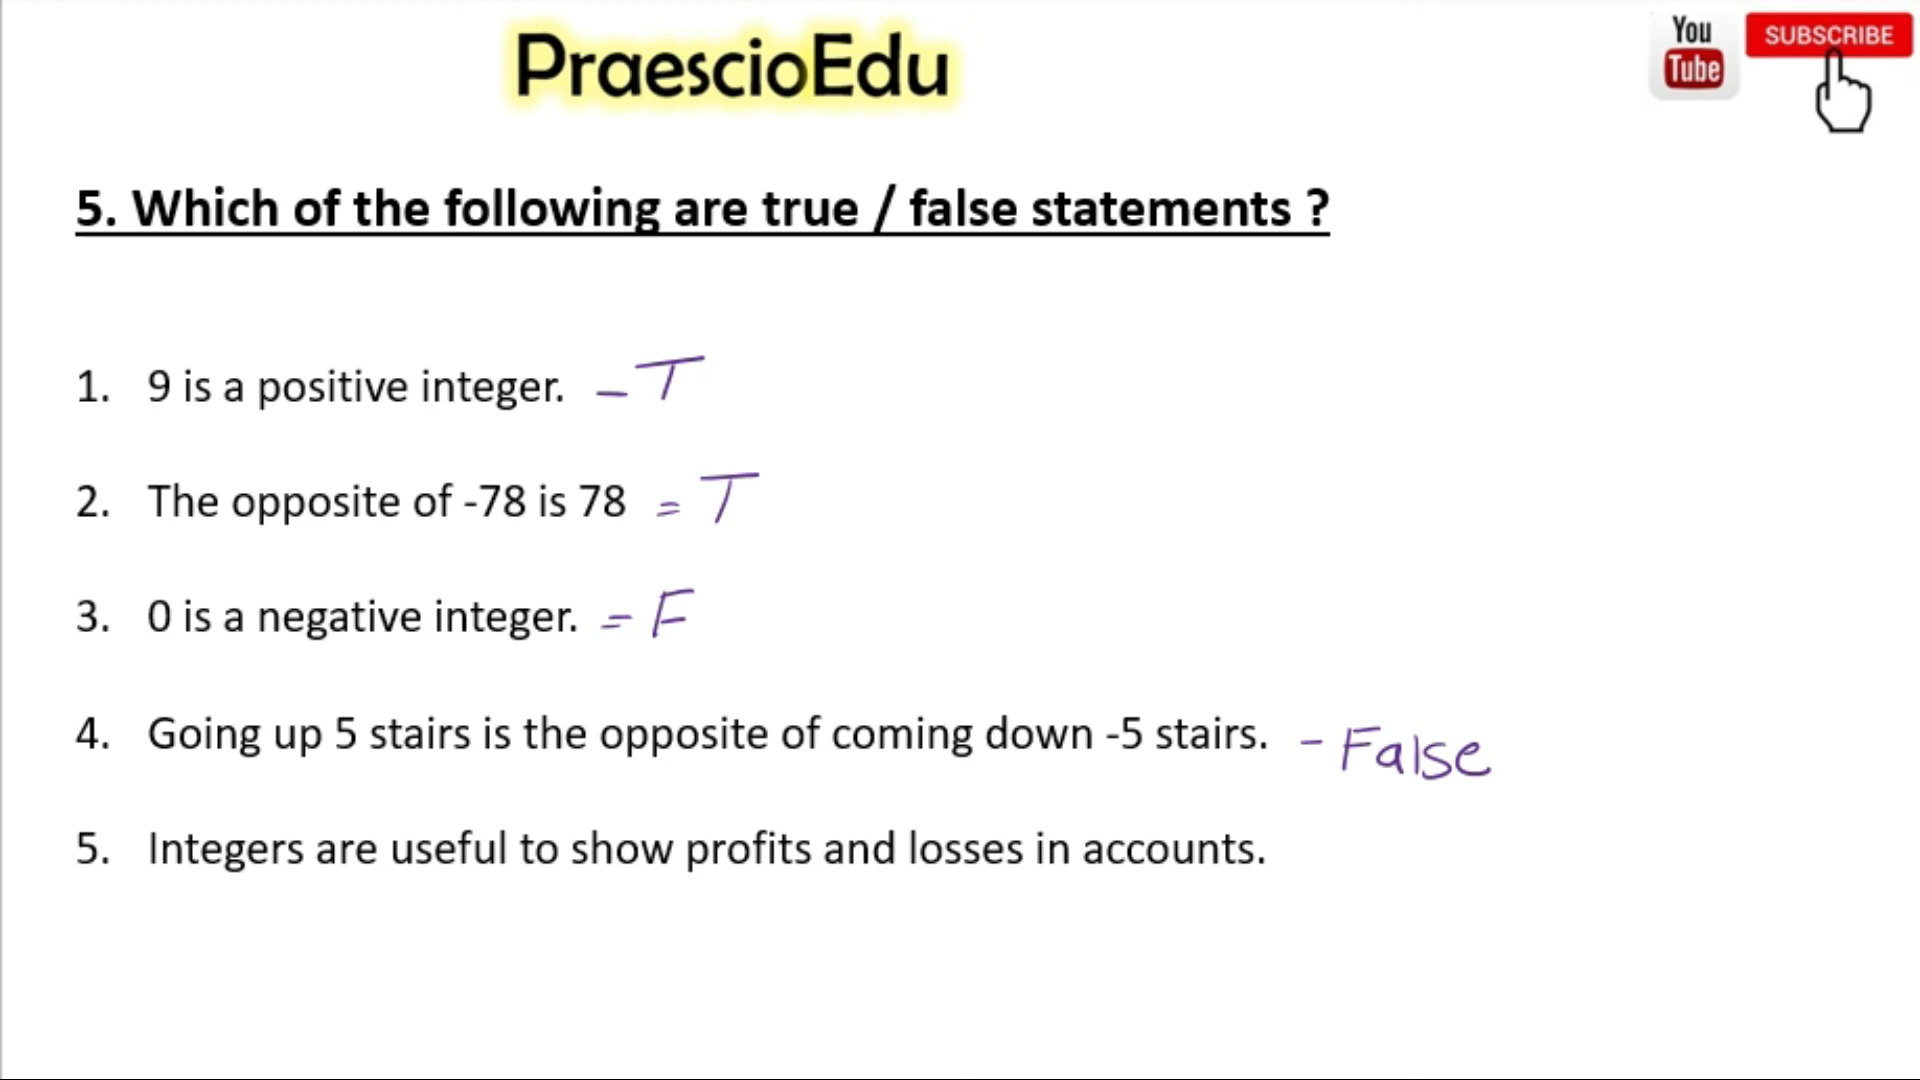 PraescioEdu
You
Tube
SUBSCRIBE
5. Which of the following are true / false statements ?
1. 9 is a positive integer. - T
2. The opposite of -78 is 78 = T
3. 0 is a negative integer. = F
4. Going up 5 stairs is the opposite of coming down -5 stairs. - False
5. Integers are useful to show profits and losses in accounts.